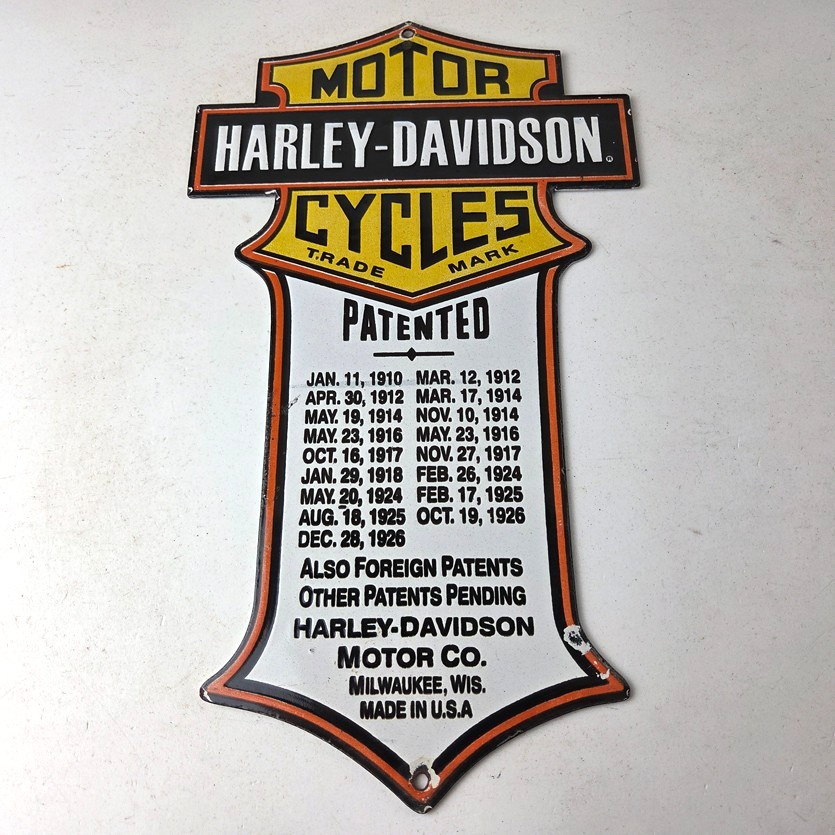 MOTOR
HARLEY-DAVIDSON®
CYCLES
TRADE MARK
PATENTED
JAN. 11, 1910 MAR. 12, 1912
APR. 30, 1912 MAR. 17, 1914
MAY. 19, 1914 NOV. 10, 1914
MAY. 23, 1916 MAY. 23, 1916
OCT. 16, 1917 NOV. 27, 1917
JAN. 29, 1918 FEB. 26, 1924
MAY. 20, 1924 FEB. 17, 1925
AUG. 18, 1925 OCT. 19, 1926
DEC. 28, 1926
ALSO FOREIGN PATENTS
OTHER PATENTS PENDING
HARLEY-DAVIDSON
MOTOR CO.
MILWAUKEE, WIS.
MADE IN U.S.A